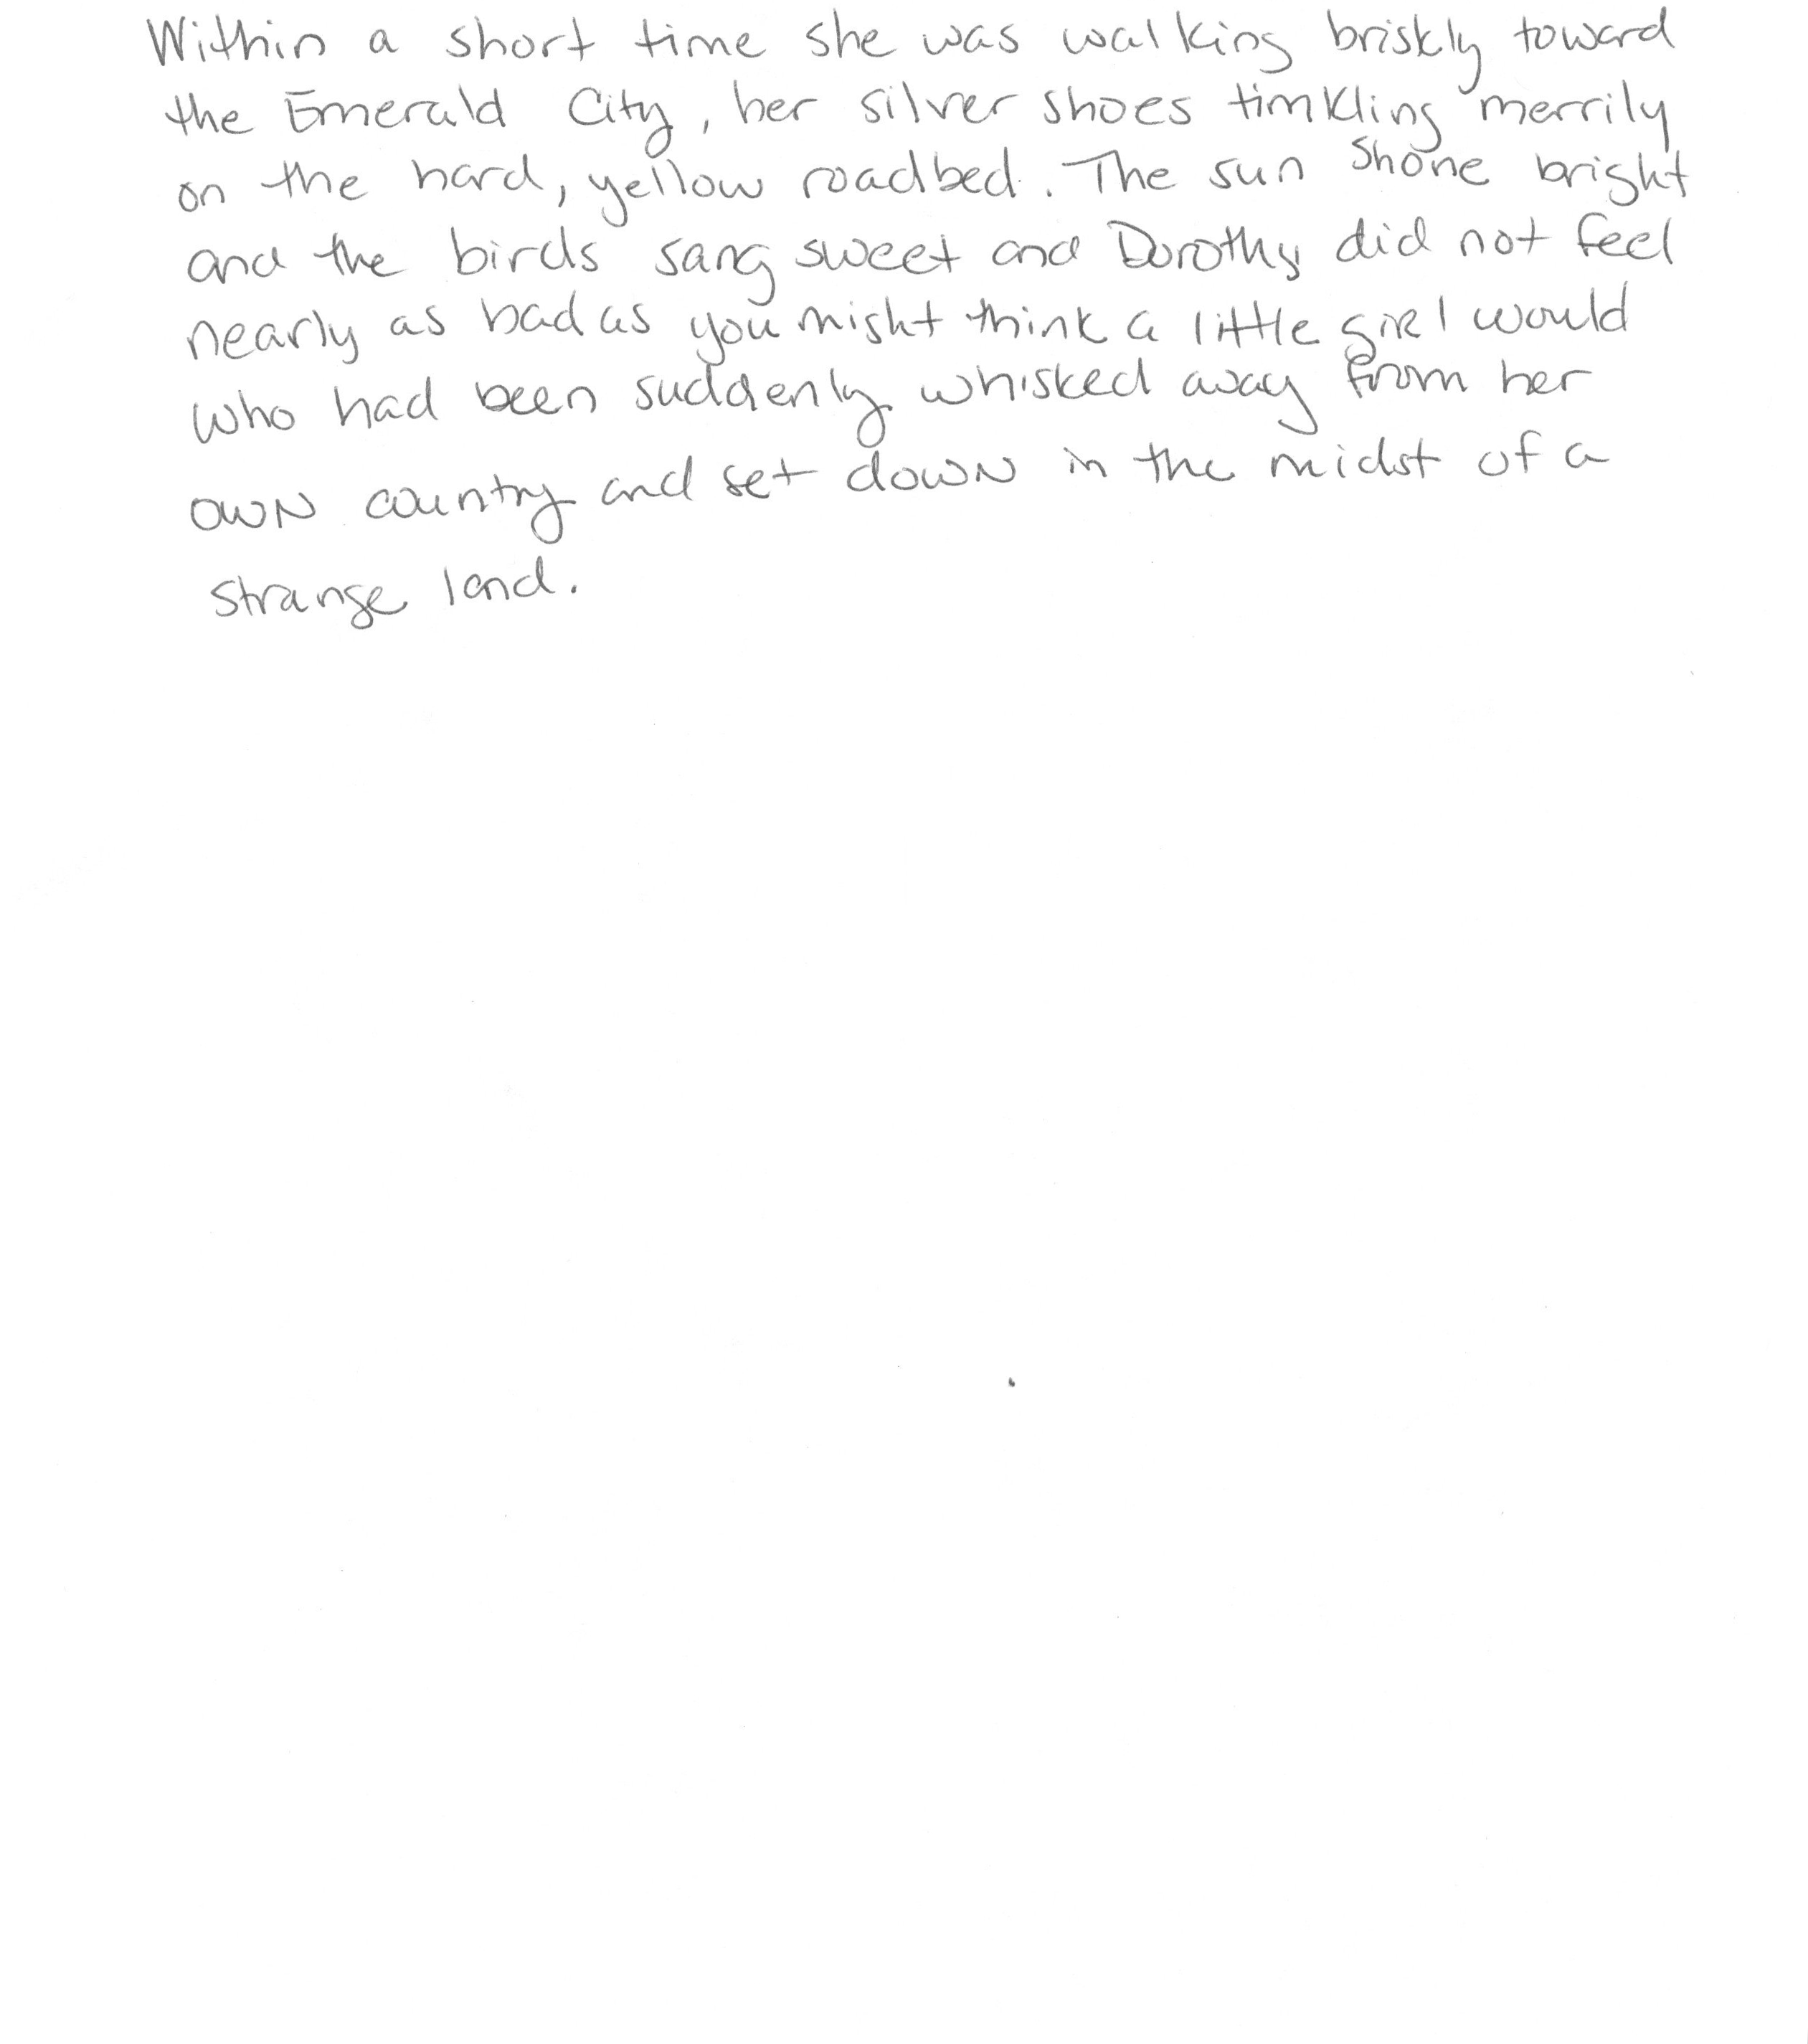 Within a short time she was walking briskly toward
the Emerald City, her silver shoes timkling merrily
on the hard, yellow roadbed. The sun shone bright
and the birds sang sweet and Dorothy did not feel
nearly as bad as you might think a little girl would
who had been suddenly whisked away from her
own country and set down in the midst of a
strange land.